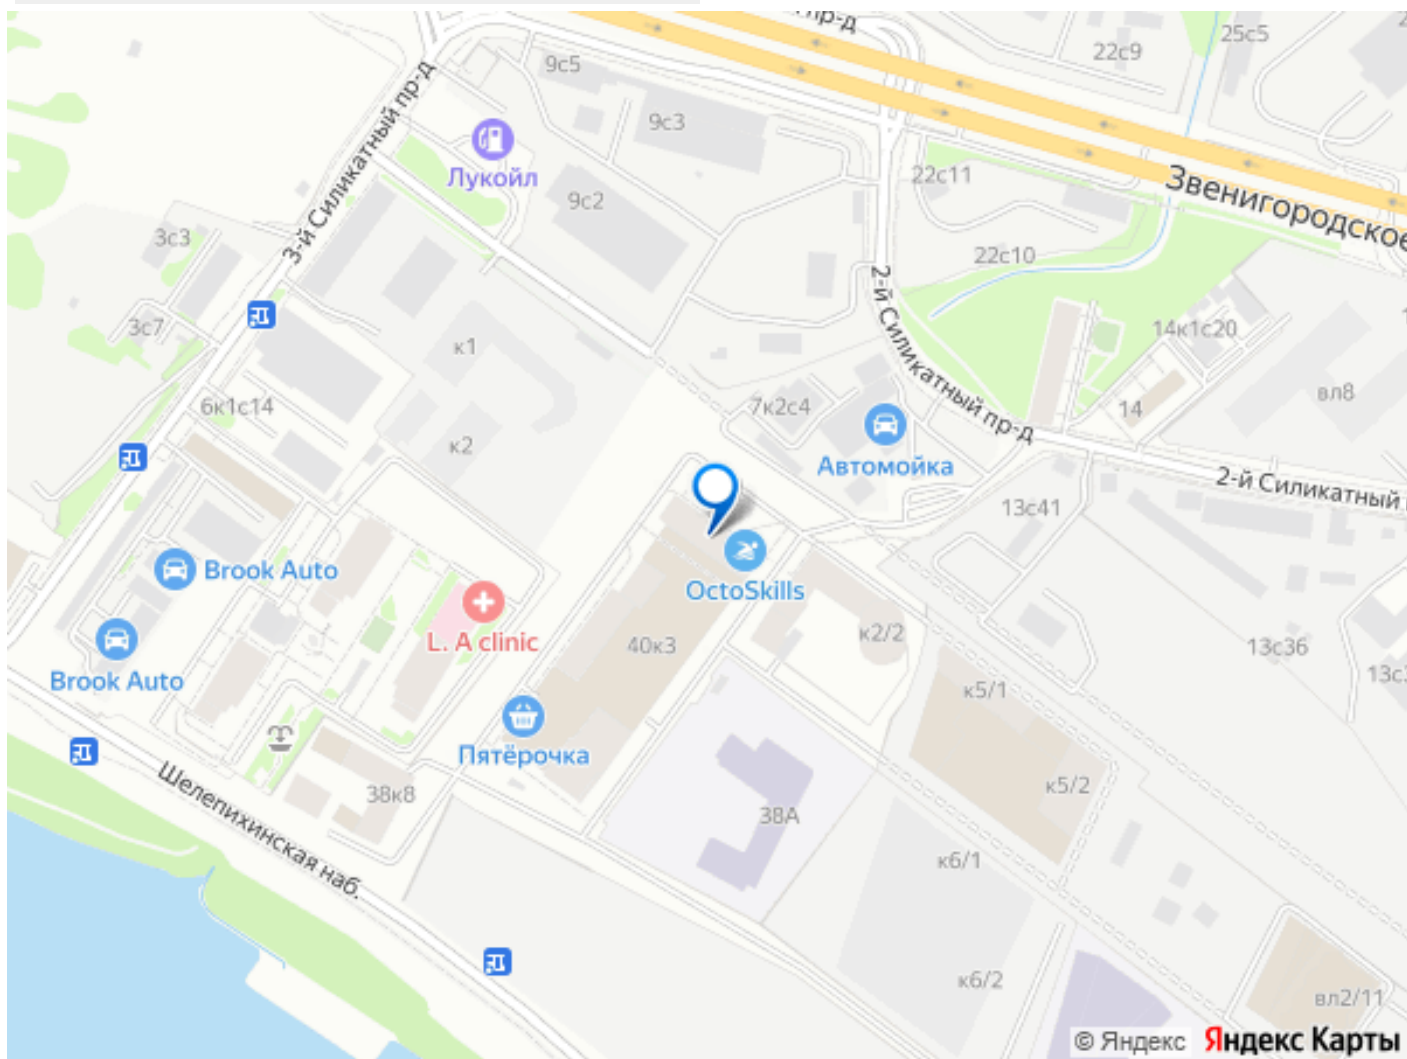 пр-д
25с5
22с9
9с5
9с3
3-й Силикатный пр-д
Лукойл
22с11
Звенигородское
9с2
3с3
22с10
2-й Силикатный пр-д
3с7
14к1с20
к1
вл8
6к1с14
7к2с4
14
к2
Автомойка
2-й Силикатный
13с41
Brook Auto
OctoSkills
L. A clinic
40к3
к2/2
13с36
Brook Auto
к5/1
Пятёрочка
к5/2
Шелепихинская наб.
38к8
38А
к6/1
к6/2
вл2/11
© Яндекс Яндекс Карты